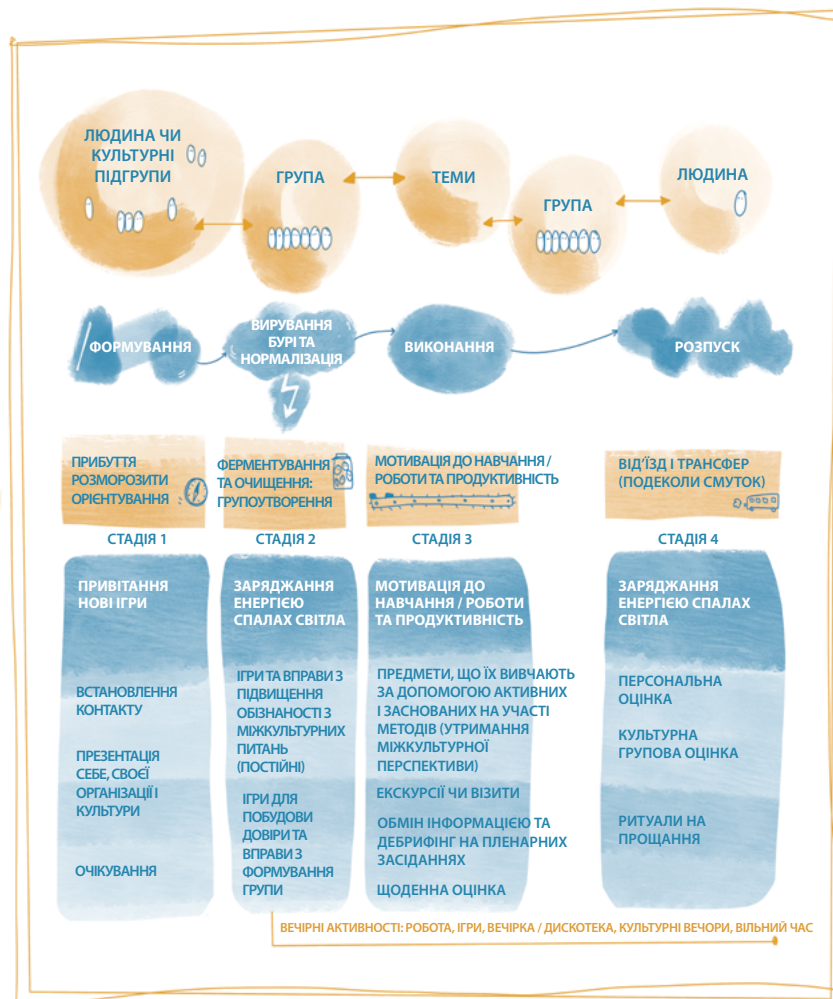 ЛЮДИНА ЧИ
КУЛЬТУРНІ
ПІДГРУПИ
ГРУПА
ТЕМИ
ГРУПА
ЛЮДИНА
ФОРМУВАННЯ
ВИРУВАННЯ
БУРІ ТА
НОРМАЛІЗАЦІЯ
ВИКОНАННЯ
РОЗПУСК
ПРИБУТТЯ
РОЗМОРОЗИТИ
ОРІЄНТУВАННЯ
ФЕРМЕНТУВАННЯ
ТА ОЧИЩЕННЯ:
ГРУПОУТВОРЕННЯ
МОТИВАЦІЯ ДО НАВЧАННЯ /
РОБОТИ ТА ПРОДУКТИВНІСТЬ
ВІД'ЇЗД І ТРАНСФЕР
(ПОДЕКОЛИ СМУТОК)
СТАДІЯ 1
СТАДІЯ 2
СТАДІЯ 3
СТАДІЯ 4
ПРИВІТАННЯ
НОВІ ІГРИ
ВСТАНОВЛЕННЯ
КОНТАКТУ
ПРЕЗЕНТАЦІЯ
СЕБЕ, СВОЄЇ
ОРГАНІЗАЦІЇ І
КУЛЬТУРИ
ОЧІКУВАННЯ
ЗАРЯДЖАННЯ
ЕНЕРГІЄЮ
СПАЛАХ СВІТЛА
ІГРИ ТА ВПРАВИ З
ПІДВИЩЕННЯ
ОБІЗНАНОСТІ З
МІЖКУЛЬТУРНИХ
ПИТАНЬ
(ПОСТІЙНІ)
ІГРИ ДЛЯ
ПОБУДОВИ
ДОВІРИ ТА
ВПРАВИ З
ФОРМУВАННЯ
ГРУПИ
МОТИВАЦІЯ ДО
НАВЧАННЯ / РОБОТИ
ТА ПРОДУКТИВНІСТЬ
ПРЕДМЕТИ, ЩО ЇХ ВИВЧАЮТЬ
ЗА ДОПОМОГОЮ АКТИВНИХ
І ЗАСНОВАНИХ НА УЧАСТІ
МЕТОДІВ (УТРИМАННЯ
МІЖКУЛЬТУРНОЇ
ПЕРСПЕКТИВИ)
ЕКСКУРСІЇ ЧИ ВІЗИТИ
ОБМІН ІНФОРМАЦІЄЮ ТА
ДЕБРИФІНГ НА ПЛЕНАРНИХ
ЗАСІДАННЯХ
ЩОДЕННА ОЦІНКА
ЗАРЯДЖАННЯ
ЕНЕРГІЄЮ СПАЛАХ
СВІТЛА
ПЕРСОНАЛЬНА
ОЦІНКА
КУЛЬТУРНА
ГРУПОВА ОЦІНКА
РИТУАЛИ НА
ПРОЩАННЯ
ВЕЧІРНІ АКТИВНОСТІ: РОБОТА, ІГРИ, ВЕЧІРКА / ДИСКОТЕКА, КУЛЬТУРНІ ВЕЧОРИ, ВІЛЬНИЙ ЧАС